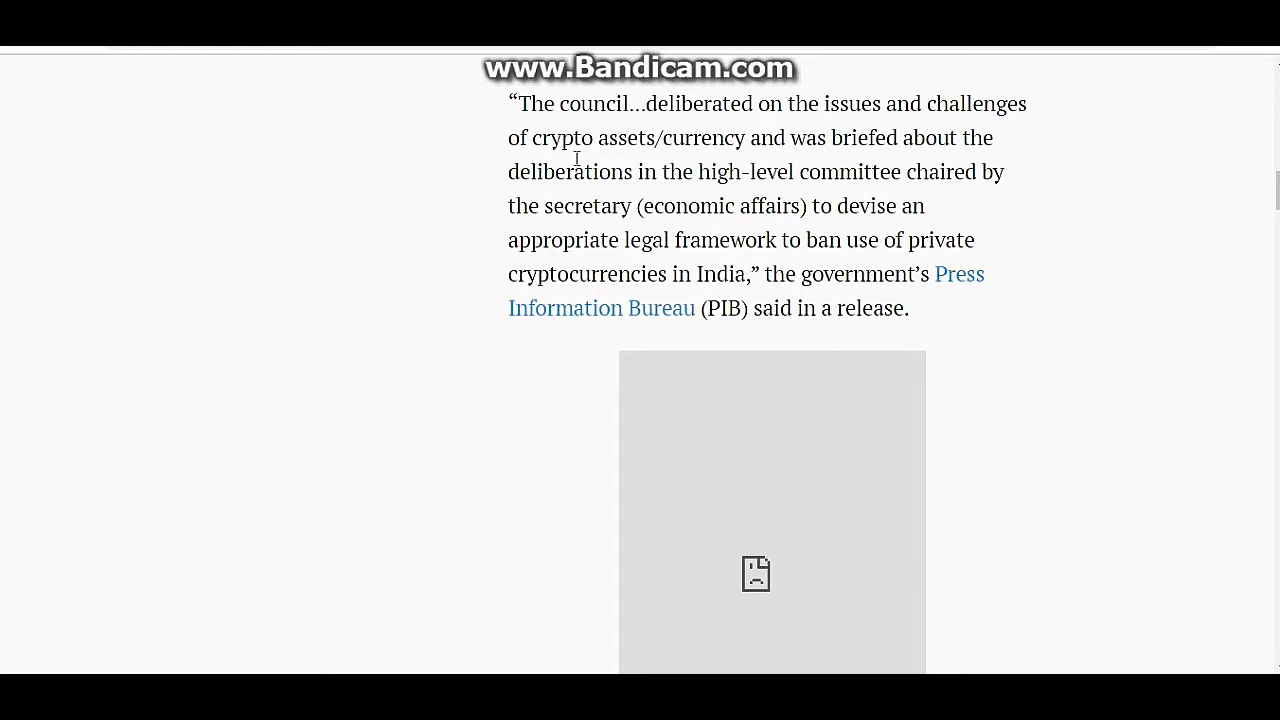 www.Bandicam.com
“The council...deliberated on the issues and challenges
of crypto assets/currency and was briefed about the
deliberations in the high-level committee chaired by
the secretary (economic affairs) to devise an
appropriate legal framework to ban use of private
cryptocurrencies in India,” the government’s Press
Information Bureau (PIB) said in a release.